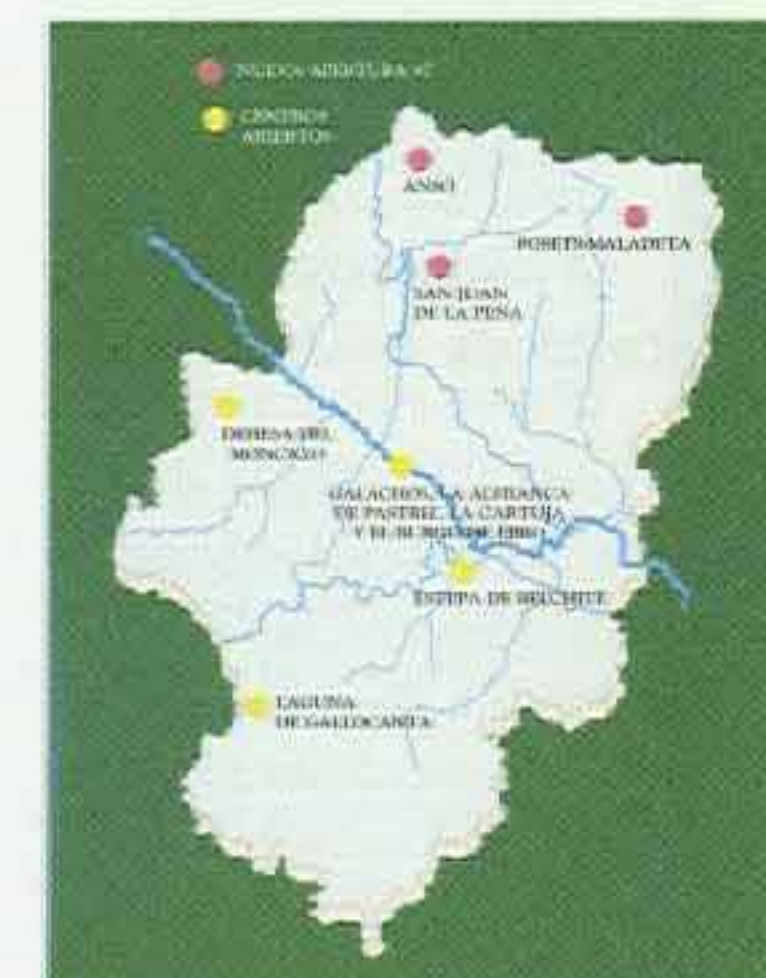 NUEVA APERTURA
CENTROS
ABIERTOS
ANSÓ
POSETS-MALADETA
SAN JUAN
DE LA PEÑA
DEHESA DEL
MONCAYO
GALACHOS LA ALFRANCA
DE PASTRIZ, LA CARTUJA
Y EL BURGO DE EBRO
ESTEPA DE BELCHITE
LAGUNA
DE GALLOCANTA